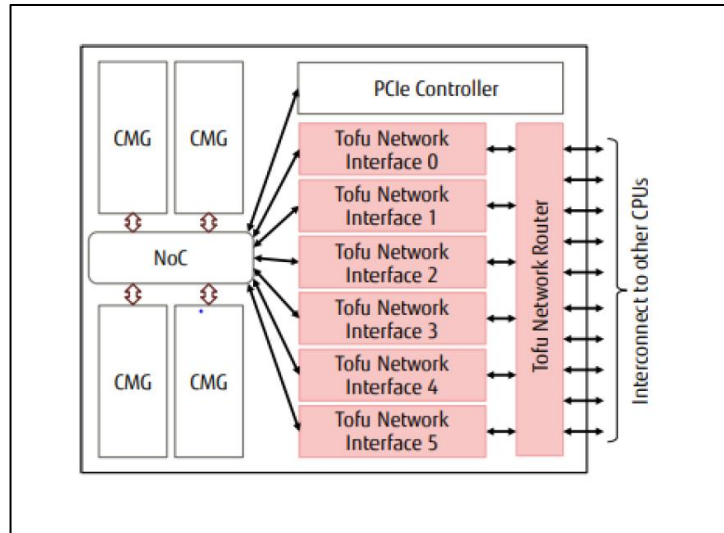 CMG
CMG
PCIe Controller
Tofu Network
Interface 0
Tofu Network
Interface 1
NoC
Tofu Network
Interface 2
Tofu Network
Interface 3
CMG
CMG
Tofu Network
Interface 4
Tofu Network
Interface 5
Tofu Network Router
Interconnect to other CPUs